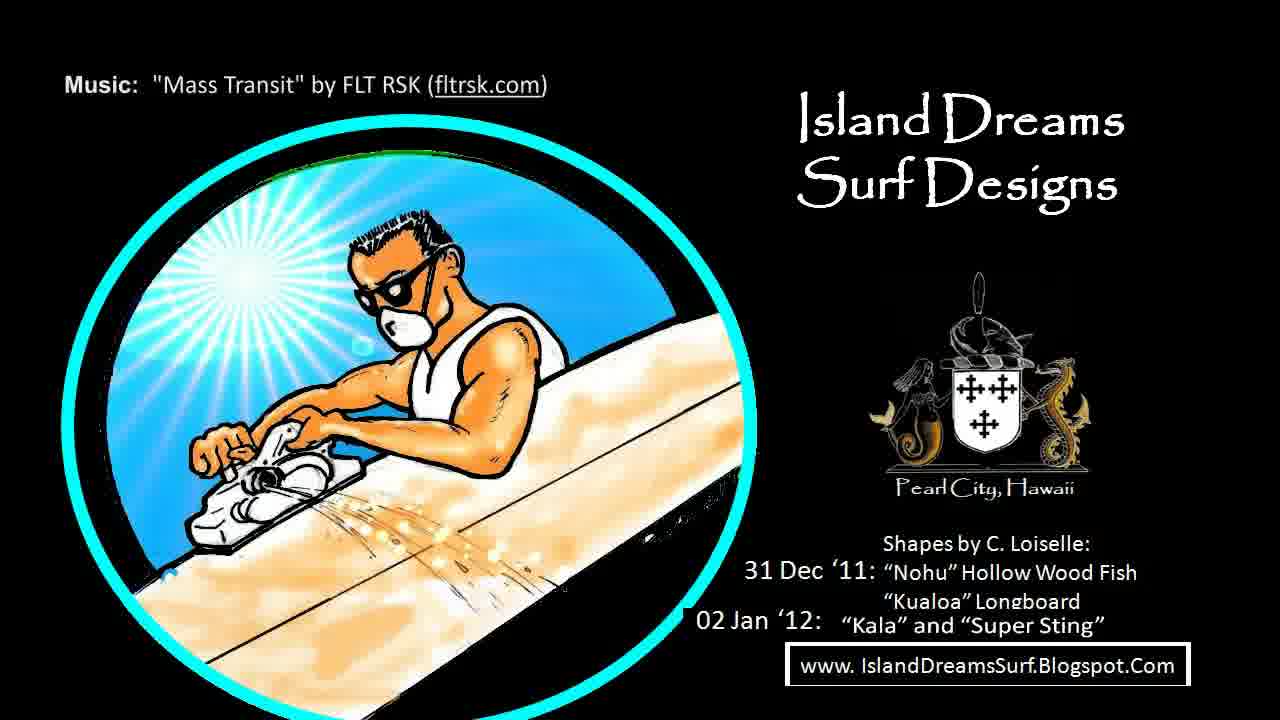 Music: "Mass Transit" by FLT RSK (fltrsk.com)
Island Dreams
Surf Designs
Pearl City, Hawaii
Shapes by C. Loiselle:
31 Dec ‘11: “Nohu” Hollow Wood Fish
“Kualoa” Longboard
02 Jan ‘12: “Kala” and “Super Sting”
www. IslandDreamsSurf.Blogspot.Com